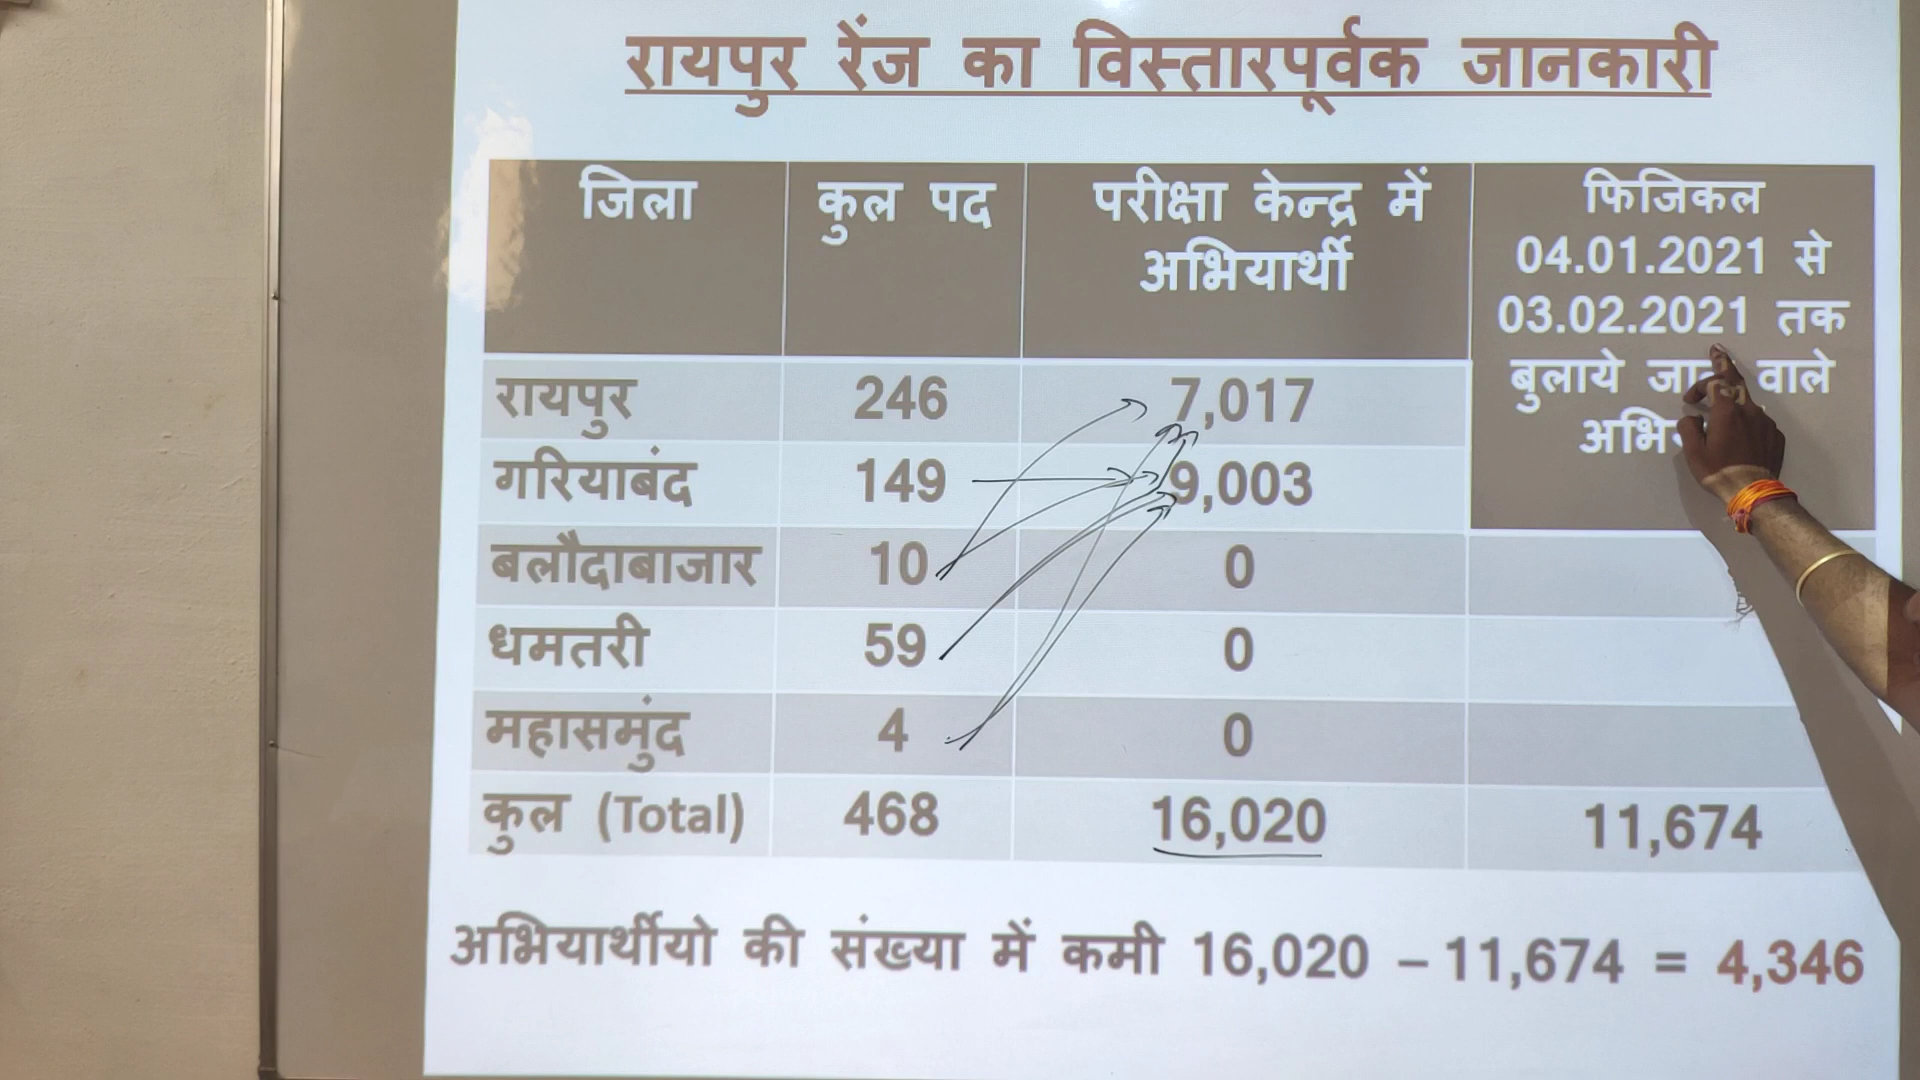 रायपुर रेंज का विस्तारपूर्वक जानकारी
जिला कुल पद परीक्षा केन्द्र में अभियार्थी फिजिकल
04.01.2021 से
03.02.2021 तक
बुलाये वाले
रायपुर 246 7,017
गरियाबंद 149 9,003
बलौदाबाजार 10 0
धमतरी 59 0
महासमुंद 4 0
कुल (Total) 468 16,020 11,674
अभियार्थीयो की संख्या में कमी 16,020 – 11,674 = 4,346